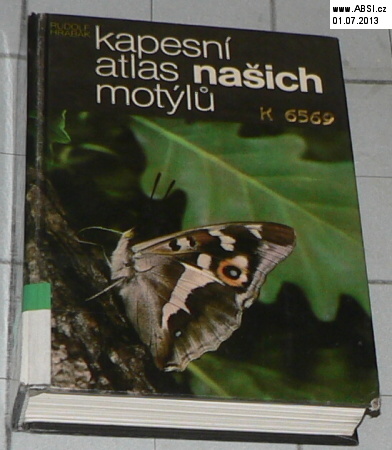 www.ABSI.cz
01.07.2013
RUDOLF
HRABÁK
kapesní
atlas našich
motýlů
K 6569